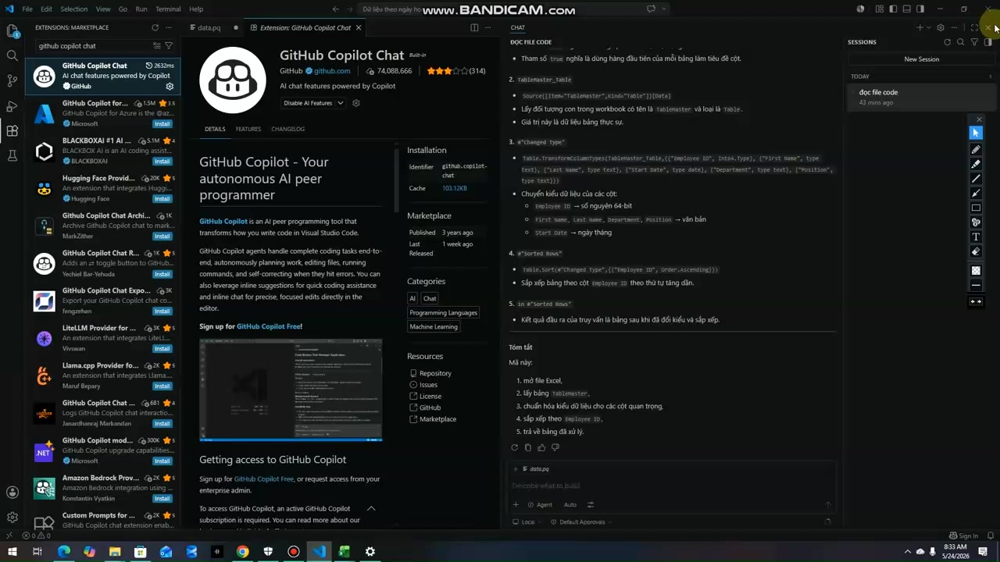 File Edit Selection View Go Run Terminal Help
Dữ liệu theo ngày
www.BANDICAM.com
EXTENSIONS: MARKETPLACE
github copilot chat
GitHub Copilot Chat 2632ms
AI chat features powered by Copilot
GitHub
GitHub Copilot for... 1.5M 3.5
GitHub Copilot for Azure is the @az...
Microsoft Install
BLACKBOXAI #1 AI ... 5.1M 4
BLACKBOX AI is an AI coding assist...
BLACKBOXAI Install
Hugging Face Provid... 20K 5
An extension that integrates Huggin...
Hugging Face Install
GitHub Copilot Chat Archi... 1K
Archive GitHub Copilot chat to mark...
MarkZither Install
GitHub Copilot Chat R... 1K 5
Adds an ⇄ toggle button to GitHub...
Yechiel Bar-Yehuda Install
GitHub Copilot Chat Expo... 3K
Export your GitHub Copilot chat co...
fengzehan Install
LiteLLM Provider for ... 3K 5
An extension that integrates LiteLL...
Vivswan Install
Llama.cpp Provider fo... 2K 5
An extension that integrates Llama....
Maruf Bepary Install
GitHub Copilot Chat ... 681 4
Logs GitHub Copilot chat interactio...
Janardhanraj Markandan Install
GitHub Copilot mod... 300K 5
GitHub Copilot upgrade capabilities...
Microsoft Install
Amazon Bedrock Prov... 2K 5
Amazon Bedrock integration using ...
Konstantin Vyatkin Install
Custom Prompts for ... 2K 5
GitHub Copilot chat extension enab...
data.pq
Extension: GitHub Copilot Chat
GitHub Copilot Chat Built-in
GitHub github.com 74,088,666 (314)
AI chat features powered by Copilot
Disable AI Features
DETAILS FEATURES CHANGELOG
GitHub Copilot - Your
autonomous AI peer
programmer
GitHub Copilot is an AI peer programming tool that
transforms how you write code in Visual Studio Code.
GitHub Copilot agents handle complete coding tasks end-to-
end, autonomously planning work, editing files, running
commands, and self-correcting when they hit errors. You can
also leverage inline suggestions for quick coding assistance
and inline chat for precise, focused edits directly in the
editor.
Sign up for GitHub Copilot Free!
Getting access to GitHub Copilot
Sign up for GitHub Copilot Free, or request access from your
enterprise admin.
To access GitHub Copilot, an active GitHub Copilot
subscription is required. You can read more about our
Installation
Identifier github.copilot-
chat
Cache 103.12KB
Marketplace
Published 3 years ago
Last 1 week ago
Released
Categories
AI Chat
Programming Languages
Machine Learning
Resources
Repository
Issues
License
GitHub
Marketplace
CHAT
ĐỌC FILE CODE
Tham số true nghĩa là dùng hàng đầu tiên của mỗi bảng làm tiêu đề cột.
2. TableMaster_Table
Source{[Item="TableMaster",Kind="Table"]}[Data]
Lấy đối tượng con trong workbook có tên là TableMaster và loại là Table.
Giá trị này là dữ liệu bảng thực sự.
3. #"Changed Type"
Table.TransformColumnTypes(TableMaster_Table,{{"Employee ID", Int64.Type}, {"First Name", type
text}, {"Last Name", type text}, {"Start Date", type date}, {"Department", type text}, {"Position",
type text}})
Chuyển kiểu dữ liệu của các cột:
Employee ID → số nguyên 64-bit
First Name, Last Name, Department, Position → văn bản
Start Date → ngày tháng
4. #"Sorted Rows"
Table.Sort(#"Changed Type",{{"Employee ID", Order.Ascending}})
Sắp xếp bảng theo cột Employee ID theo thứ tự tăng dần.
5. in #"Sorted Rows"
Kết quả đầu ra của truy vấn là bảng sau khi đã đổi kiểu và sắp xếp.
Tóm tắt
Mã này:
1. mở file Excel,
2. lấy bảng TableMaster,
3. chuẩn hóa kiểu dữ liệu cho các cột quan trọng,
4. sắp xếp theo Employee ID,
5. trả về bảng đã xử lý.
data.pq
Describe what to build
Agent Auto
Local Default Approvals
SESSIONS
New Session
TODAY 1
đọc file code
43 mins ago
0 0
Sign In
8:33 AM
5/24/2026